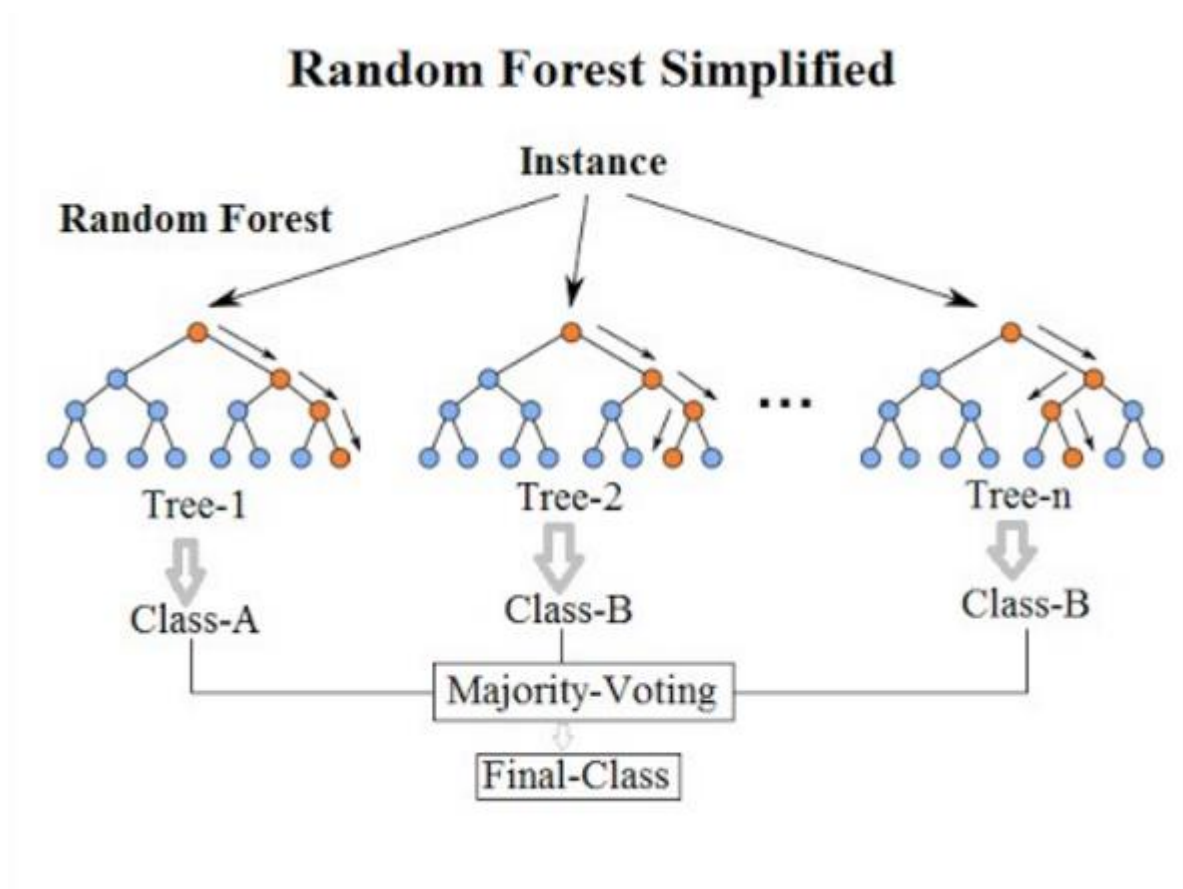 Random Forest Simplified
Instance
Random Forest
...
Tree-1
Tree-2
Tree-n
Class-A
Class-B
Class-B
Majority-Voting
Final-Class